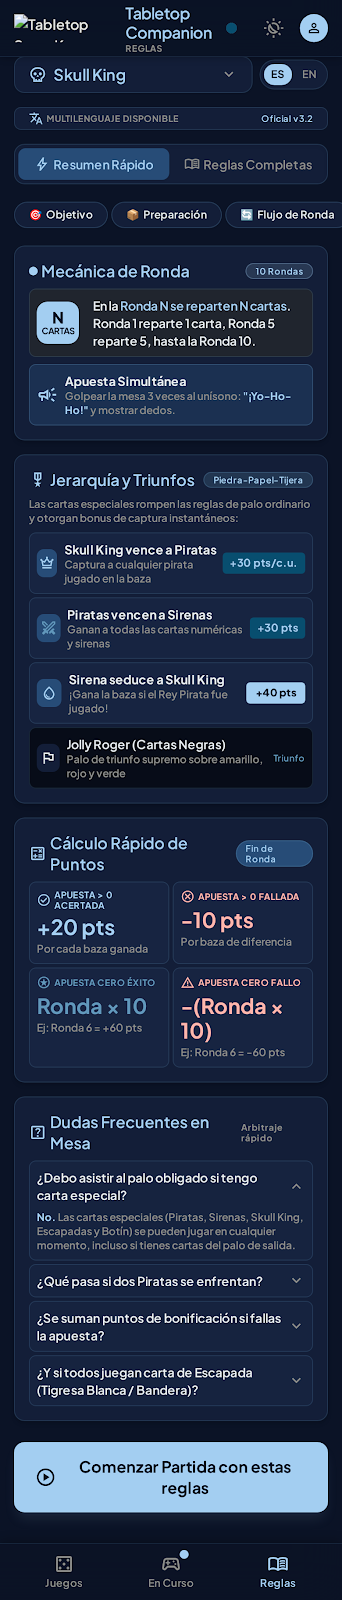 Tabletop
Tabletop
Companion
REGLAS
Skull King
ES
EN
MULTILENGUAJE DISPONIBLE
Oficial v3.2
Resumen Rápido
Reglas Completas
🎯 Objetivo
📦 Preparación
🔄 Flujo de Ronda
Mecánica de Ronda
10 Rondas
N
CARTAS
En la Ronda N se reparten N cartas.
Ronda 1 reparte 1 carta, Ronda 5
reparte 5, hasta la Ronda 10.
Apuesta Simultánea
Golpear la mesa 3 veces al unísono: "¡Yo-Ho-
Ho!" y mostrar dedos.
Jerarquía y Triunfos
Piedra-Papel-Tijera
Las cartas especiales rompen las reglas de palo ordinario
y otorgan bonus de captura instantáneos:
Skull King vence a Piratas
Captura a cualquier pirata
jugado en la baza
+30 pts/c.u.
Piratas vencen a Sirenas
Ganan a todas las cartas numéricas
y sirenas
+30 pts
Sirena seduce a Skull King
¡Gana la baza si el Rey Pirata fue
jugado!
+40 pts
Jolly Roger (Cartas Negras)
Palo de triunfo supremo sobre amarillo,
rojo y verde
Triunfo
Cálculo Rápido de
Puntos
Fin de
Ronda
APUESTA > 0
ACERTADA
+20 pts
Por cada baza ganada
APUESTA > 0 FALLADA
-10 pts
Por baza de diferencia
APUESTA CERO ÉXITO
Ronda × 10
Ej: Ronda 6 = +60 pts
APUESTA CERO FALLO
-(Ronda ×
10)
Ej: Ronda 6 = -60 pts
Dudas Frecuentes en
Mesa
Arbitraje
rápido
¿Debo asistir al palo obligado si tengo
carta especial?
No. Las cartas especiales (Piratas, Sirenas, Skull King,
Escapadas y Botín) se pueden jugar en cualquier
momento, incluso si tienes cartas del palo de salida.
¿Qué pasa si dos Piratas se enfrentan?
¿Se suman puntos de bonificación si fallas
la apuesta?
¿Y si todos juegan carta de Escapada
(Tigresa Blanca / Bandera)?
Comenzar Partida con estas
reglas
Juegos
En Curso
Reglas